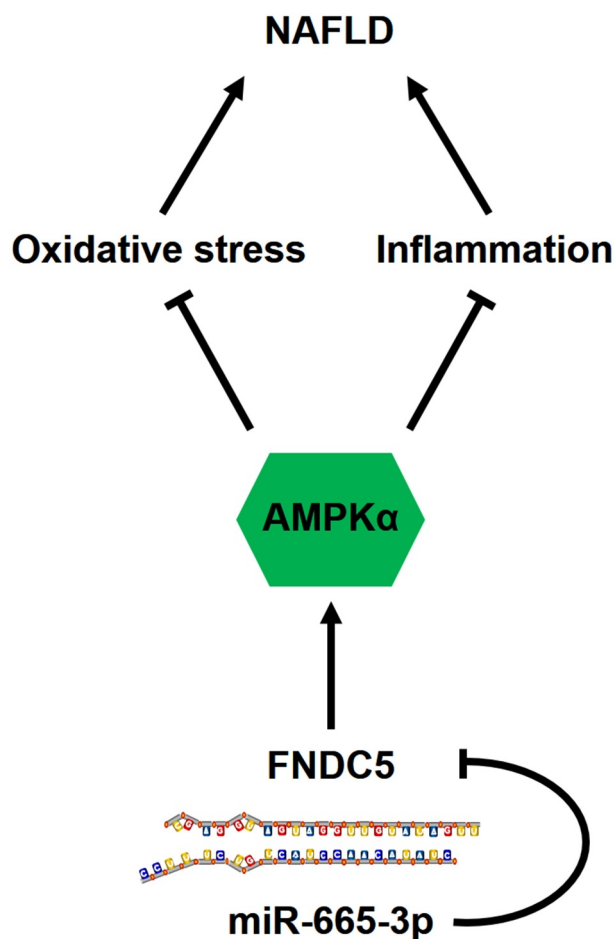 NAFLD
Oxidative stress
Inflammation
AMPKα
FNDC5
miR-665-3p